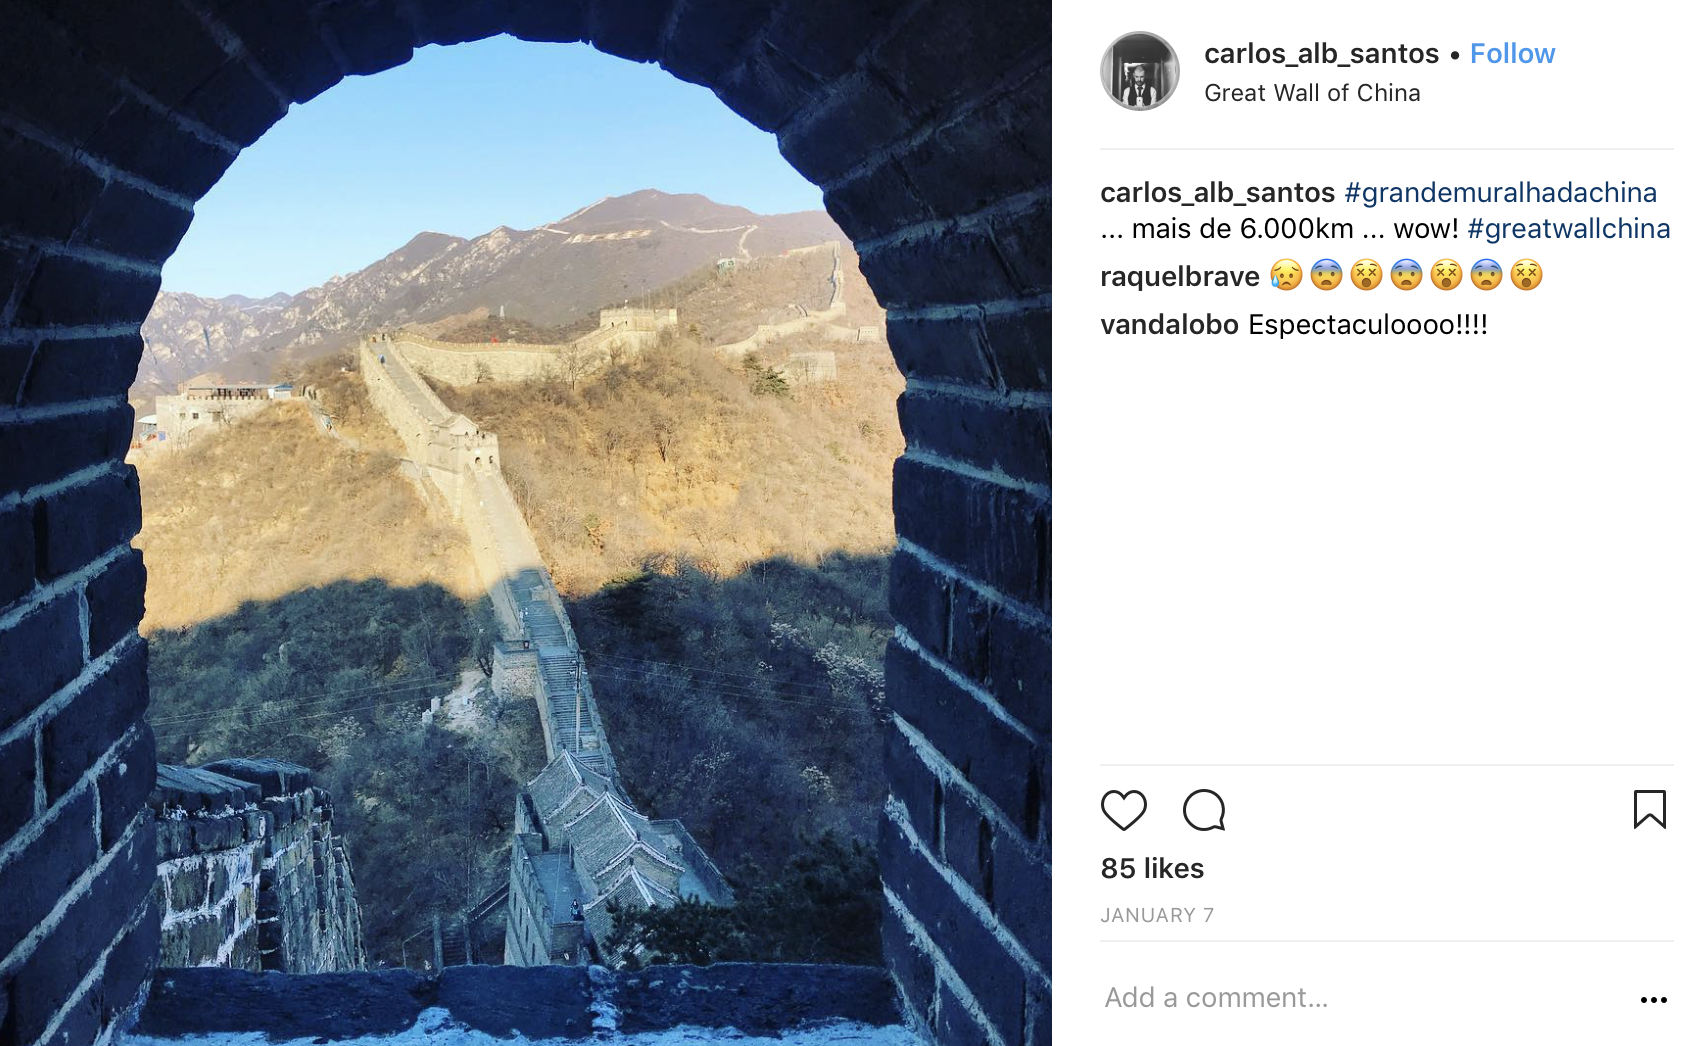 carlos_alb_santos • Follow
Great Wall of China
carlos_alb_santos #grandemuralhadachina
... mais de 6.000km ... wow! #greatwallchina
raquelbrave 😥😨😵😨😵😨😵
vandalobo Espectaculoooo!!!!
85 likes
JANUARY 7
Add a comment...